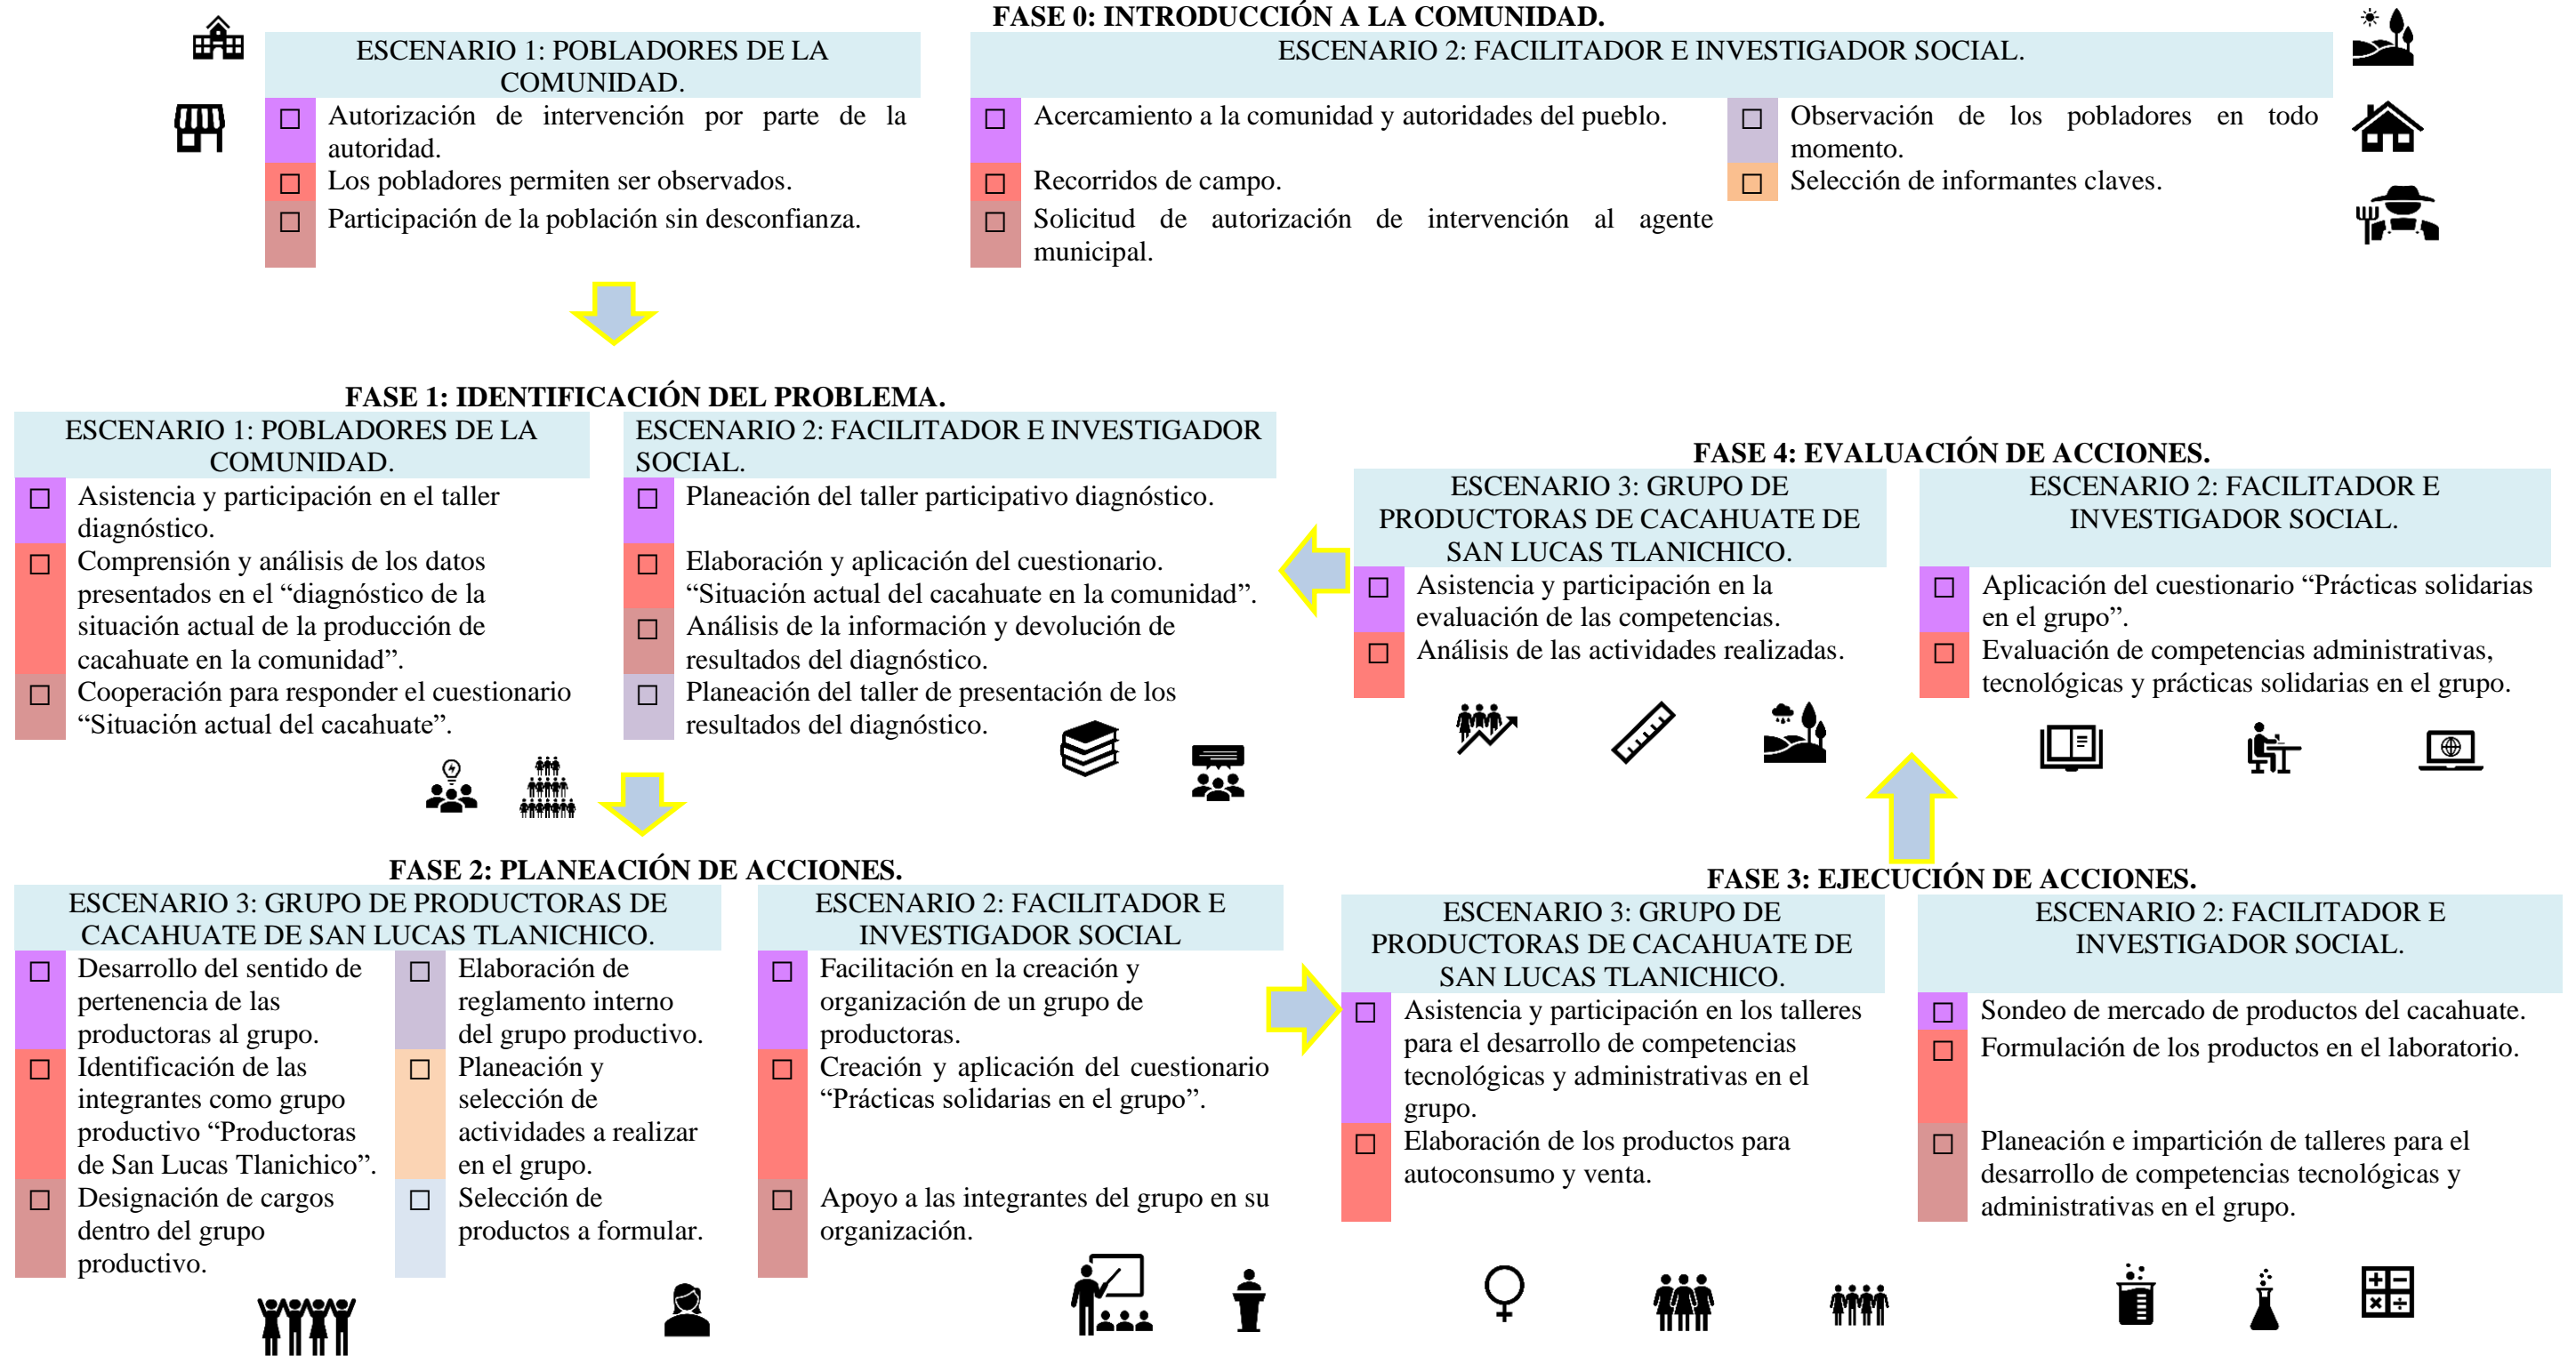 FASE 0: INTRODUCCIÓN A LA COMUNIDAD.
ESCENARIO 1: POBLADORES DE LA
COMUNIDAD.
☐ Autorización de intervención por parte de la
autoridad.
☐ Los pobladores permiten ser observados.
☐ Participación de la población sin desconfianza.
ESCENARIO 2: FACILITADOR E INVESTIGADOR SOCIAL.
☐ Acercamiento a la comunidad y autoridades del pueblo.
☐ Recorridos de campo.
☐ Solicitud de autorización de intervención al agente
municipal.
☐ Observación de los pobladores en todo
momento.
☐ Selección de informantes claves.
FASE 1: IDENTIFICACIÓN DEL PROBLEMA.
ESCENARIO 1: POBLADORES DE LA
COMUNIDAD.
☐ Asistencia y participación en el taller
diagnóstico.
☐ Comprensión y análisis de los datos
presentados en el “diagnóstico de la
situación actual de la producción de
cacahuate en la comunidad”.
☐ Cooperación para responder el cuestionario
“Situación actual del cacahuate”.
ESCENARIO 2: FACILITADOR E INVESTIGADOR
SOCIAL.
☐ Planeación del taller participativo diagnóstico.
☐ Elaboración y aplicación del cuestionario.
“Situación actual del cacahuate en la comunidad”.
☐ Análisis de la información y devolución de
resultados del diagnóstico.
☐ Planeación del taller de presentación de los
resultados del diagnóstico.
FASE 4: EVALUACIÓN DE ACCIONES.
ESCENARIO 3: GRUPO DE
PRODUCTORAS DE CACAHUATE DE
SAN LUCAS TLANICHICO.
☐ Asistencia y participación en la
evaluación de las competencias.
☐ Análisis de las actividades realizadas.
ESCENARIO 2: FACILITADOR E
INVESTIGADOR SOCIAL.
☐ Aplicación del cuestionario “Prácticas solidarias
en el grupo”.
☐ Evaluación de competencias administrativas,
tecnológicas y prácticas solidarias en el grupo.
FASE 2: PLANEACIÓN DE ACCIONES.
ESCENARIO 3: GRUPO DE PRODUCTORAS DE
CACAHUATE DE SAN LUCAS TLANICHICO.
☐ Desarrollo del sentido de
pertenencia de las
productoras al grupo.
☐ Identificación de las
integrantes como grupo
productivo “Productoras
de San Lucas Tlanichico”.
☐ Designación de cargos
dentro del grupo
productivo.
☐ Elaboración de
reglamento interno
del grupo productivo.
☐ Planeación y
selección de
actividades a realizar
en el grupo.
☐ Selección de
productos a formular.
ESCENARIO 2: FACILITADOR E
INVESTIGADOR SOCIAL
☐ Facilitación en la creación y
organización de un grupo de
productoras.
☐ Creación y aplicación del cuestionario
“Prácticas solidarias en el grupo”.
☐ Apoyo a las integrantes del grupo en su
organización.
FASE 3: EJECUCIÓN DE ACCIONES.
ESCENARIO 3: GRUPO DE
PRODUCTORAS DE CACAHUATE DE
SAN LUCAS TLANICHICO.
☐ Asistencia y participación en los talleres
para el desarrollo de competencias
tecnológicas y administrativas en el
grupo.
☐ Elaboración de los productos para
autoconsumo y venta.
ESCENARIO 2: FACILITADOR E
INVESTIGADOR SOCIAL.
☐ Sondeo de mercado de productos del cacahuate.
☐ Formulación de los productos en el laboratorio.
☐ Planeación e impartición de talleres para el
desarrollo de competencias tecnológicas y
administrativas en el grupo.